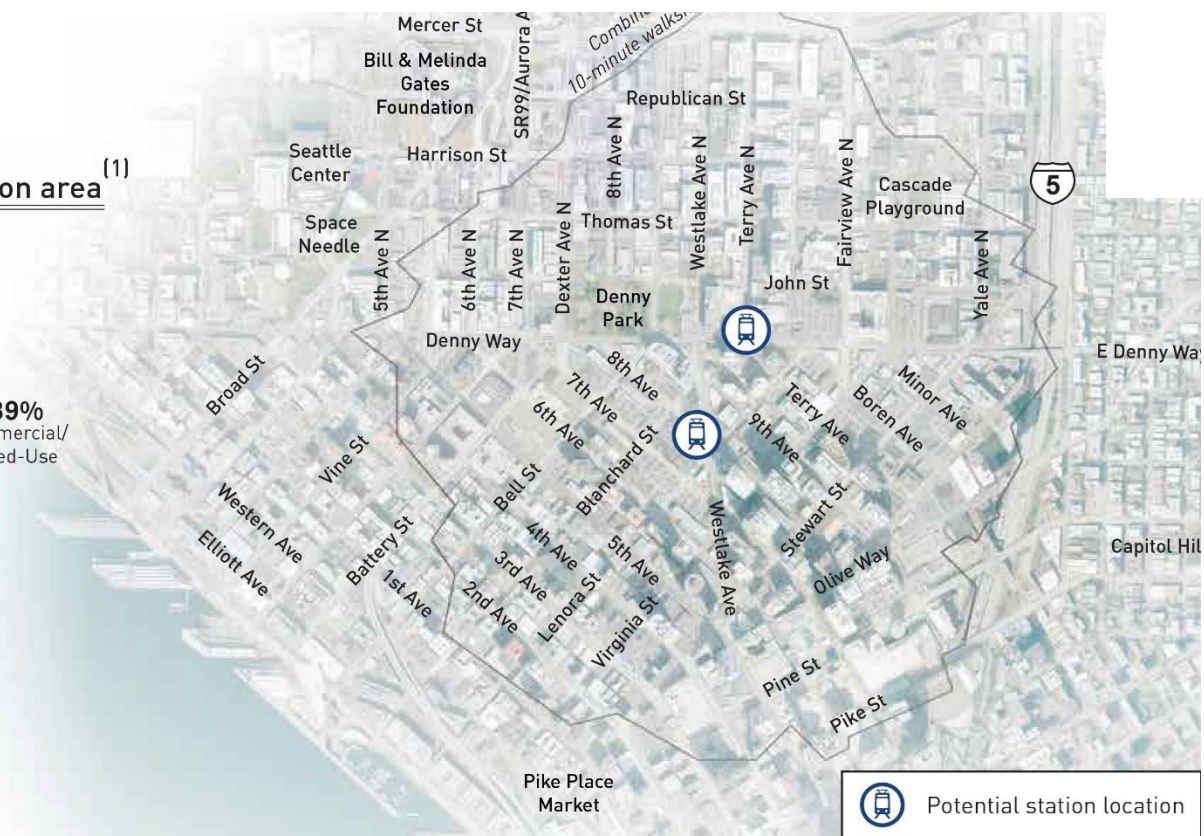 Mercer St
Bill & Melinda
Gates
Foundation
SR99/Aurora
10-minute
Republican St
on area
(1)
Seattle
Center
Harrison St
8th Ave N
Westlake Ave N
Terry Ave N
Fairview Ave N
Cascade
Playground
5
Space
Needle
5th Ave N
6th Ave N
7th Ave N
Dexter Ave N
Thomas St
Yale Ave N
John St
Denny
Park
Denny Way
E Denny Way
Broad St
8th Ave
7th Ave
6th Ave
Terry Ave
9th Ave
Boren Ave
Minor Ave
39%
mercial/
ed-Use
Vine St
Bell St
Blanchard St
Western Ave
Elliott Ave
Battery St
1st Ave
2nd Ave
3rd Ave
4th Ave
5th Ave
Lenora St
Virginia St
Westlake Ave
Stewart St
Olive Way
Capitol Hil
Pine St
Pike St
Pike Place
Market
Potential station location